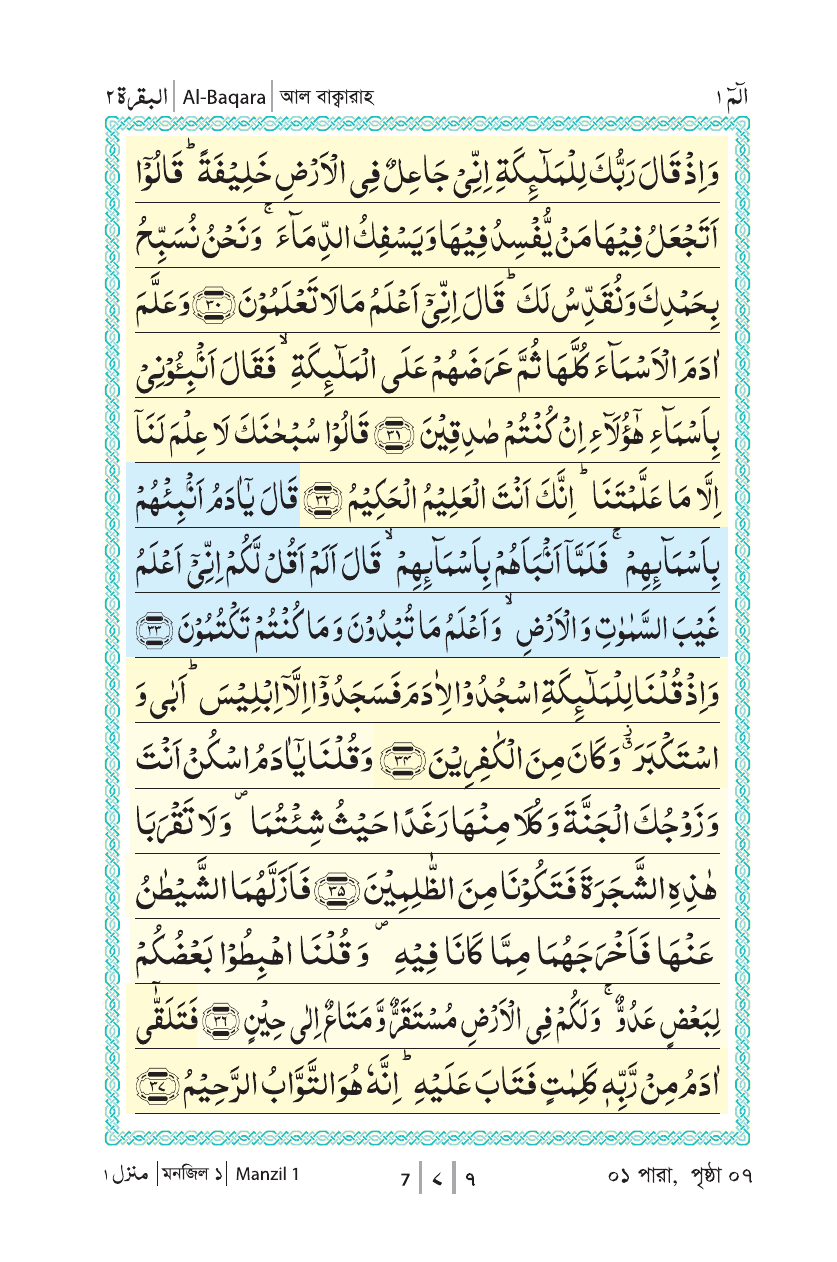 البقرة ٢ | Al-Baqara | আল বাক্বারাহ الٓمّٓ ١
وَاِذْ قَالَ رَبُّكَ لِلْمَلٰٓئِكَةِ اِنِّىْ جَاعِلٌ فِى الْاَرْضِ خَلِيْفَةً ؕ قَالُوْٓا
اَتَجْعَلُ فِيْهَا مَنْ يُّفْسِدُ فِيْهَا وَيَسْفِكُ الدِّمَآءَ ۚ وَنَحْنُ نُسَبِّحُ
بِحَمْدِكَ وَنُقَدِّسُ لَكَ ؕ قَالَ اِنِّىْٓ اَعْلَمُ مَا لَا تَعْلَمُوْنَ ﴿٣٠﴾ وَعَلَّمَ
اٰدَمَ الْاَسْمَآءَ كُلَّهَا ثُمَّ عَرَضَهُمْ عَلَى الْمَلٰٓئِكَةِ ۙ فَقَالَ اَنْۢبِـُٔوْنِىْ
بِاَسْمَآءِ هٰٓؤُلَآءِ اِنْ كُنْتُمْ صٰدِقِيْنَ ﴿٣١﴾ قَالُوْا سُبْحٰنَكَ لَا عِلْمَ لَنَآ
اِلَّا مَا عَلَّمْتَنَا ؕ اِنَّكَ اَنْتَ الْعَلِيْمُ الْحَكِيْمُ ﴿٣٢﴾ قَالَ يٰٓاٰدَمُ اَنْۢبِئْهُمْ
بِاَسْمَآئِهِمْ ۚ فَلَمَّآ اَنْۢبَاَهُمْ بِاَسْمَآئِهِمْ ۙ قَالَ اَلَمْ اَقُلْ لَّكُمْ اِنِّىْٓ اَعْلَمُ
غَيْبَ السَّمٰوٰتِ وَالْاَرْضِ ۙ وَاَعْلَمُ مَا تُبْدُوْنَ وَمَا كُنْتُمْ تَكْتُمُوْنَ ﴿٣٣﴾
وَاِذْ قُلْنَا لِلْمَلٰٓئِكَةِ اسْجُدُوْا لِاٰدَمَ فَسَجَدُوْٓا اِلَّآ اِبْلِيْسَ ؕ اَبٰى وَ
اسْتَكْبَرَ ٭ۗ وَكَانَ مِنَ الْكٰفِرِيْنَ ﴿٣٤﴾ وَقُلْنَا يٰٓاٰدَمُ اسْكُنْ اَنْتَ
وَزَوْجُكَ الْجَنَّةَ وَكُلَا مِنْهَا رَغَدًا حَيْثُ شِئْتُمَا ۪ وَلَا تَقْرَبَا
هٰذِهِ الشَّجَرَةَ فَتَكُوْنَا مِنَ الظّٰلِمِيْنَ ﴿٣٥﴾ فَاَزَلَّهُمَا الشَّيْطٰنُ
عَنْهَا فَاَخْرَجَهُمَا مِمَّا كَانَا فِيْهِ ۪ وَقُلْنَا اهْبِطُوْا بَعْضُكُمْ
لِبَعْضٍ عَدُوٌّ ۚ وَلَكُمْ فِى الْاَرْضِ مُسْتَقَرٌّ وَّمَتَاعٌ اِلٰى حِيْنٍ ﴿٣٦﴾ فَتَلَقّٰٓى
اٰدَمُ مِنْ رَّبِّهٖ كَلِمٰتٍ فَتَابَ عَلَيْهِ ؕ اِنَّهٗ هُوَ التَّوَّابُ الرَّحِيْمُ ﴿٣٧﴾
منزل ١ | মনজিল ১ | Manzil 1 7 | ٧ | ৭ ০১ পারা, পৃষ্ঠা ০৭